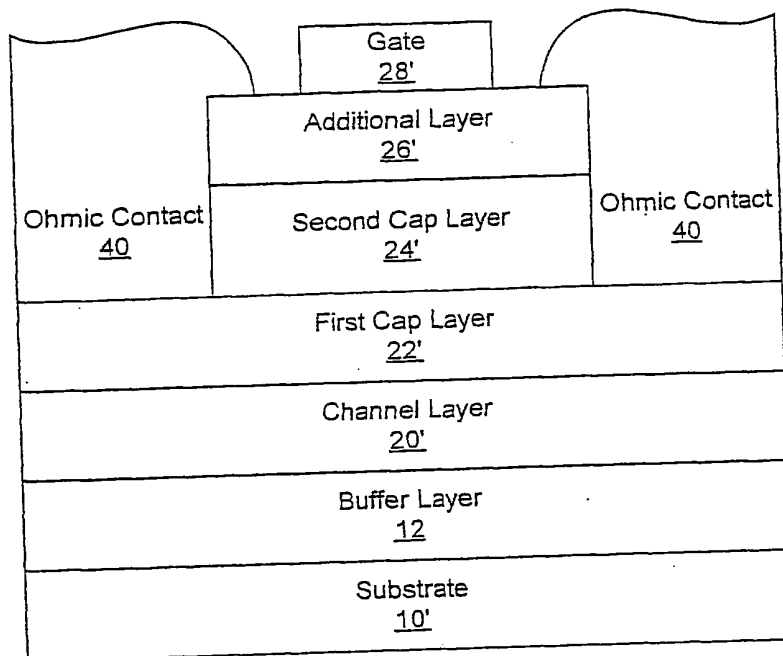 Gate
28'
Additional Layer
26'
Ohmic Contact
40
Second Cap Layer
24'
Ohmic Contact
40
First Cap Layer
22'
Channel Layer
20'
Buffer Layer
12
Substrate
10'